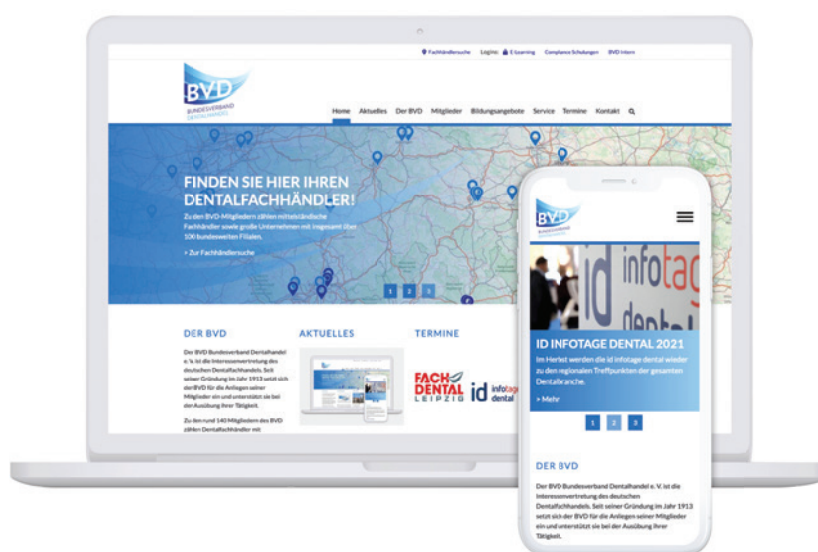 Fachhändlersuche Logins: E-Learning Complance Schulungen BVD Intern
BVD
BUNDESVERBAND
DENTALHANDEL
Home Aktuelles Der BVD Mitglieder Bildungsangebote Service Termine Kontakt
FINDEN SIE HIER IHREN
DENTALFACHHÄNDLER!
Zu den BVD-Mitgliedern zählen mittelständische
Fachhändler sowie große Unternehmen mit insgesamt über
100 bundesweiten Filialen.
> Zur Fachhändlersuche
1 2 3
DER BVD
Der BVD Bundesverband Dentalhandel
e. V. ist die Interessenvertretung des
deutschen Dentalfachhandels. Seit
seiner Gründung im Jahr 1913 setzt sich
der BVD für die Anliegen seiner
Mitglieder ein und unterstützt sie bei
der Ausübung ihrer Tätigkeit.
Zu den rund 140 Mitgliedern des BVD
zählen Dentalfachhändler mit
AKTUELLES
TERMINE
FACH
DENTAL
LEIPZIG
id infotage
dental
BVD
BUNDESVERBAND
DENTALHANDEL
id infotag
dental
ID INFOTAGE DENTAL 2021
Im Herbst werden die id infotage dental wieder
zu den regionalen Treffpunkten der gesamten
Dentalbranche.
> Mehr
1 2 3
DER BVD
Der BVD Bundesverband Dentalhandel e. V. ist die
Interessenvertretung des deutschen
Dentalfachhandels. Seit seiner Gründung im Jahr 1913
setzt sich der BVD für die Anliegen seiner Mitglieder
ein und unterstützt sie bei der Ausübung ihrer
Tätigkeit.